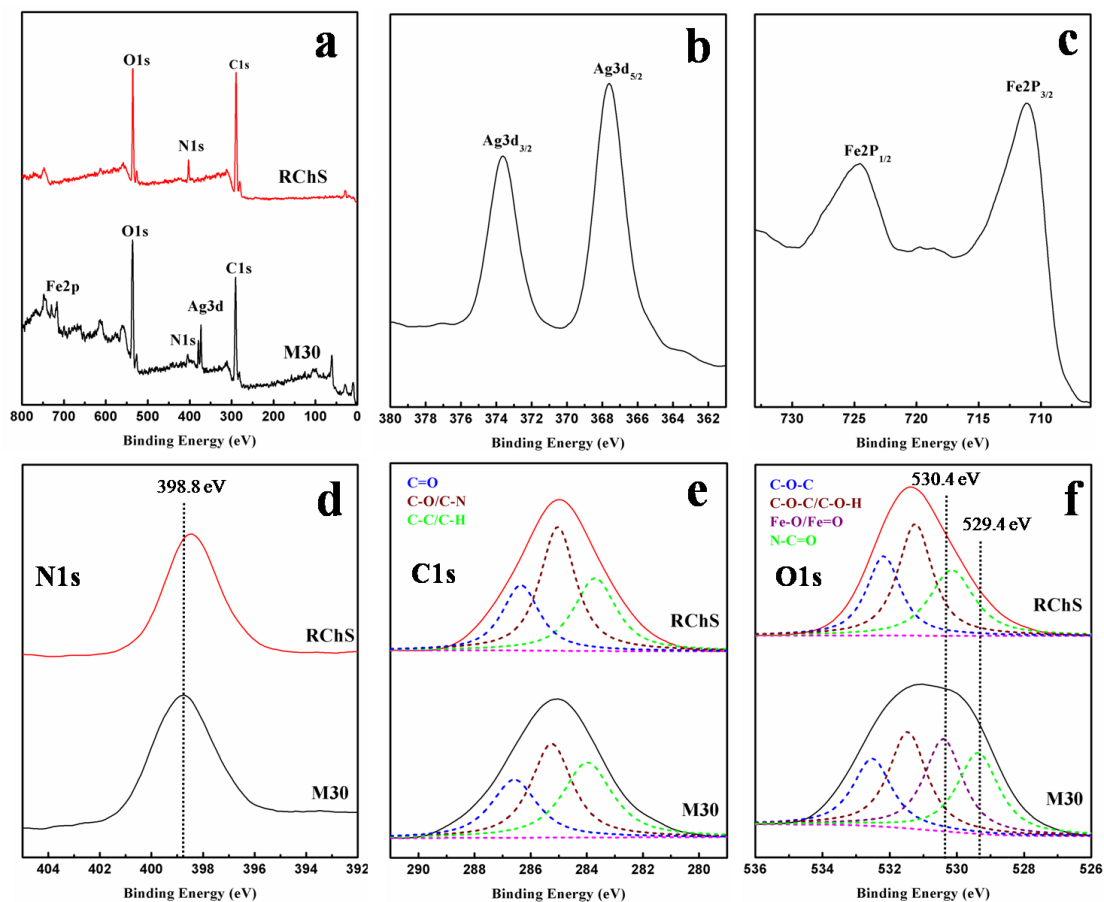 a
O1s
C1s
N1s
RChS
O1s
C1s
Fe2p
Ag3d
N1s
M30
800 700 600 500 400 300 200 100 0
Binding Energy (eV)
b
Ag3d5/2
Ag3d3/2
380 378 376 374 372 370 368 366 364 362
Binding Energy (eV)
c
Fe2P3/2
Fe2P1/2
730 725 720 715 710
Binding Energy (eV)
398.8 eV
d
N1s
RChS
M30
404 402 400 398 396 394 392
Binding Energy (eV)
C=O
C-O/C-N
C-C/C-H
e
C1s
RChS
M30
290 288 286 284 282 280
Binding Energy (eV)
C-O-C
C-O-C/C-O-H
Fe-O/Fe=O
N-C=O
530.4 eV
529.4 eV
f
O1s
RChS
M30
536 534 532 530 528 526
Binding Energy (eV)